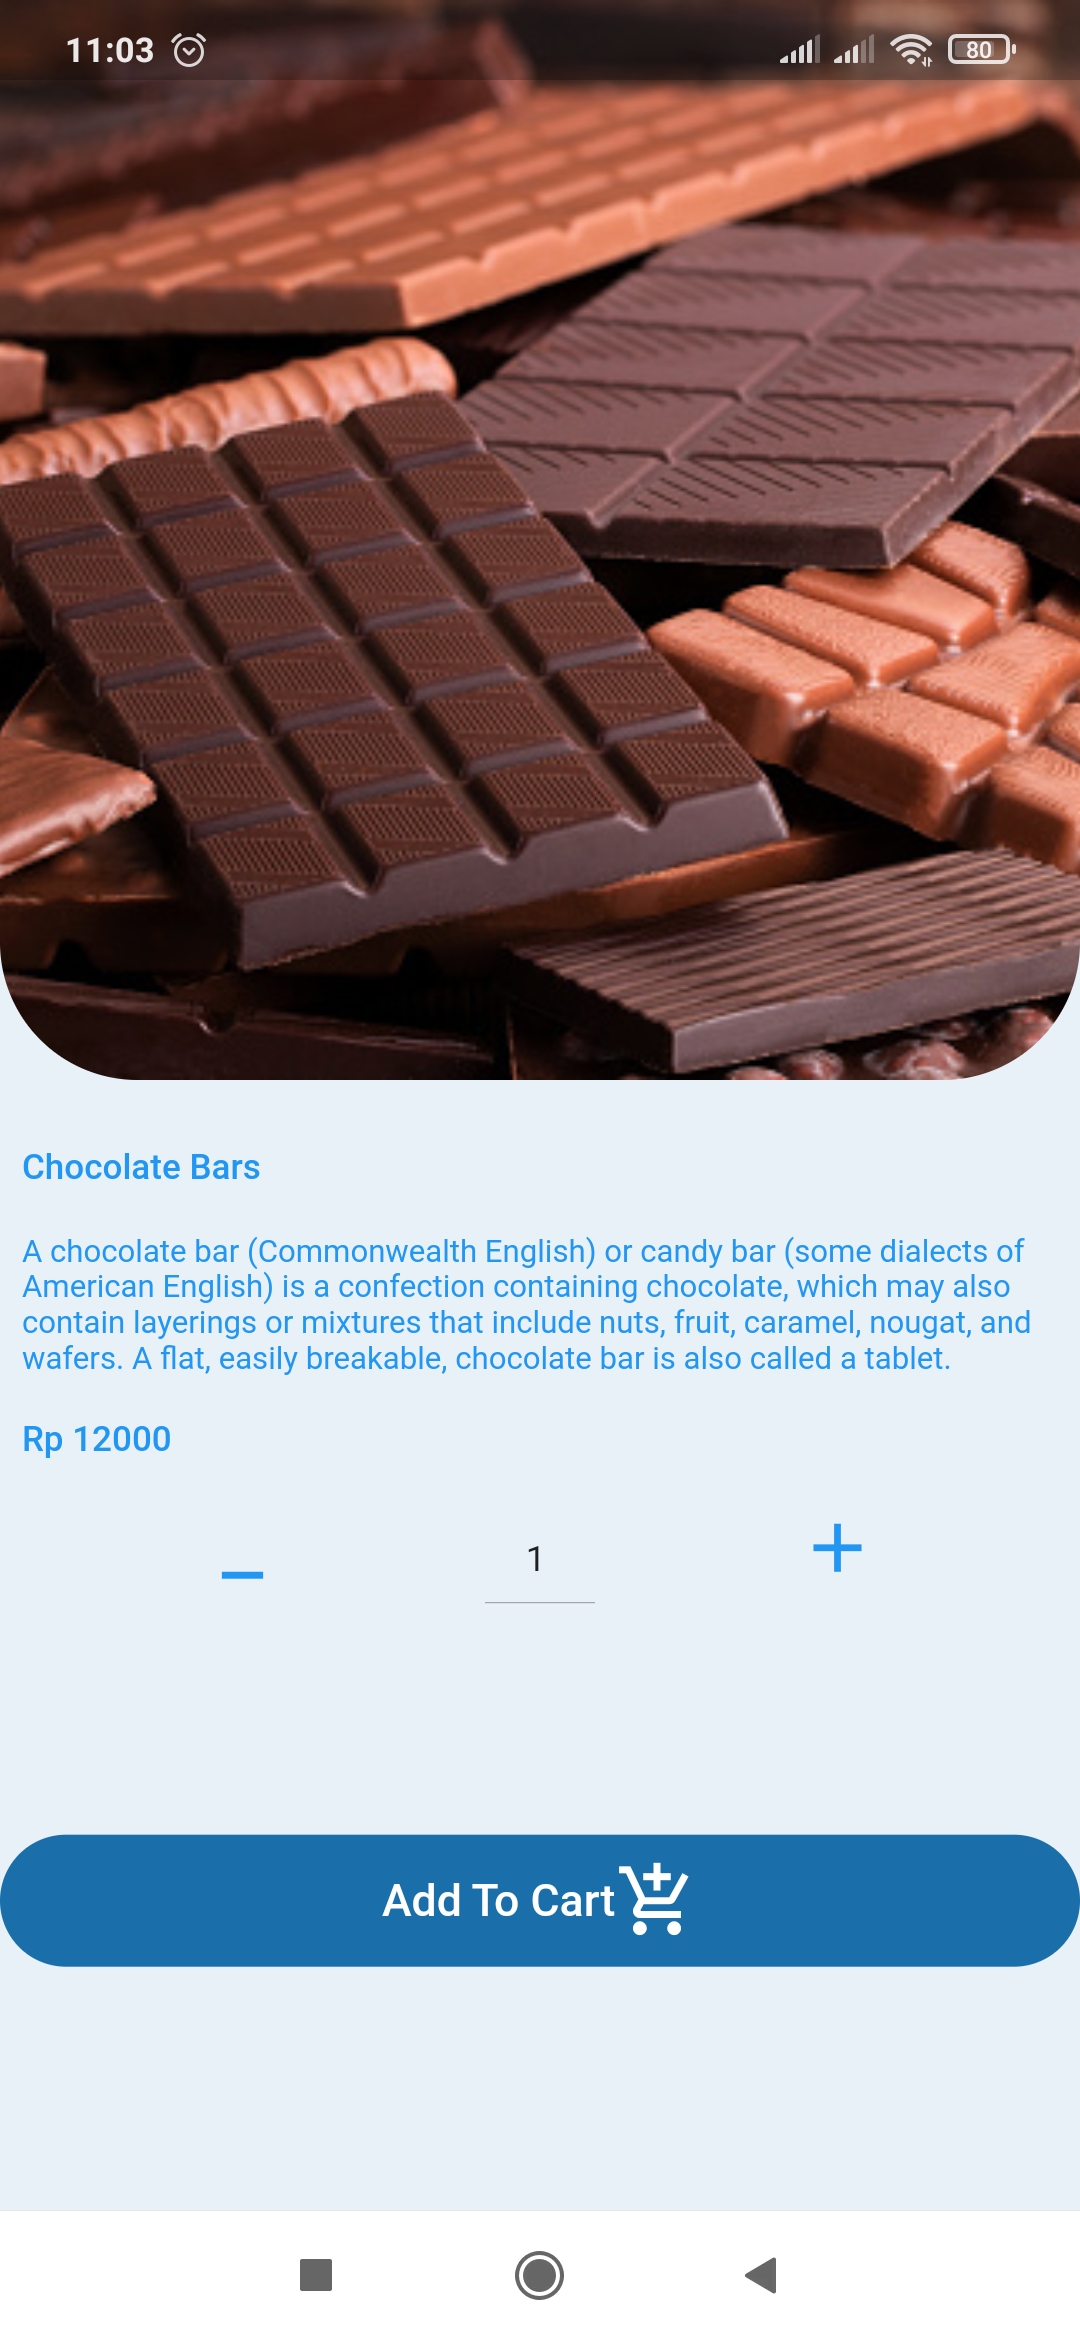 11:03
80
Chocolate Bars
A chocolate bar (Commonwealth English) or candy bar (some dialects of
American English) is a confection containing chocolate, which may also
contain layerings or mixtures that include nuts, fruit, caramel, nougat, and
wafers. A flat, easily breakable, chocolate bar is also called a tablet.
Rp 12000
1
Add To Cart